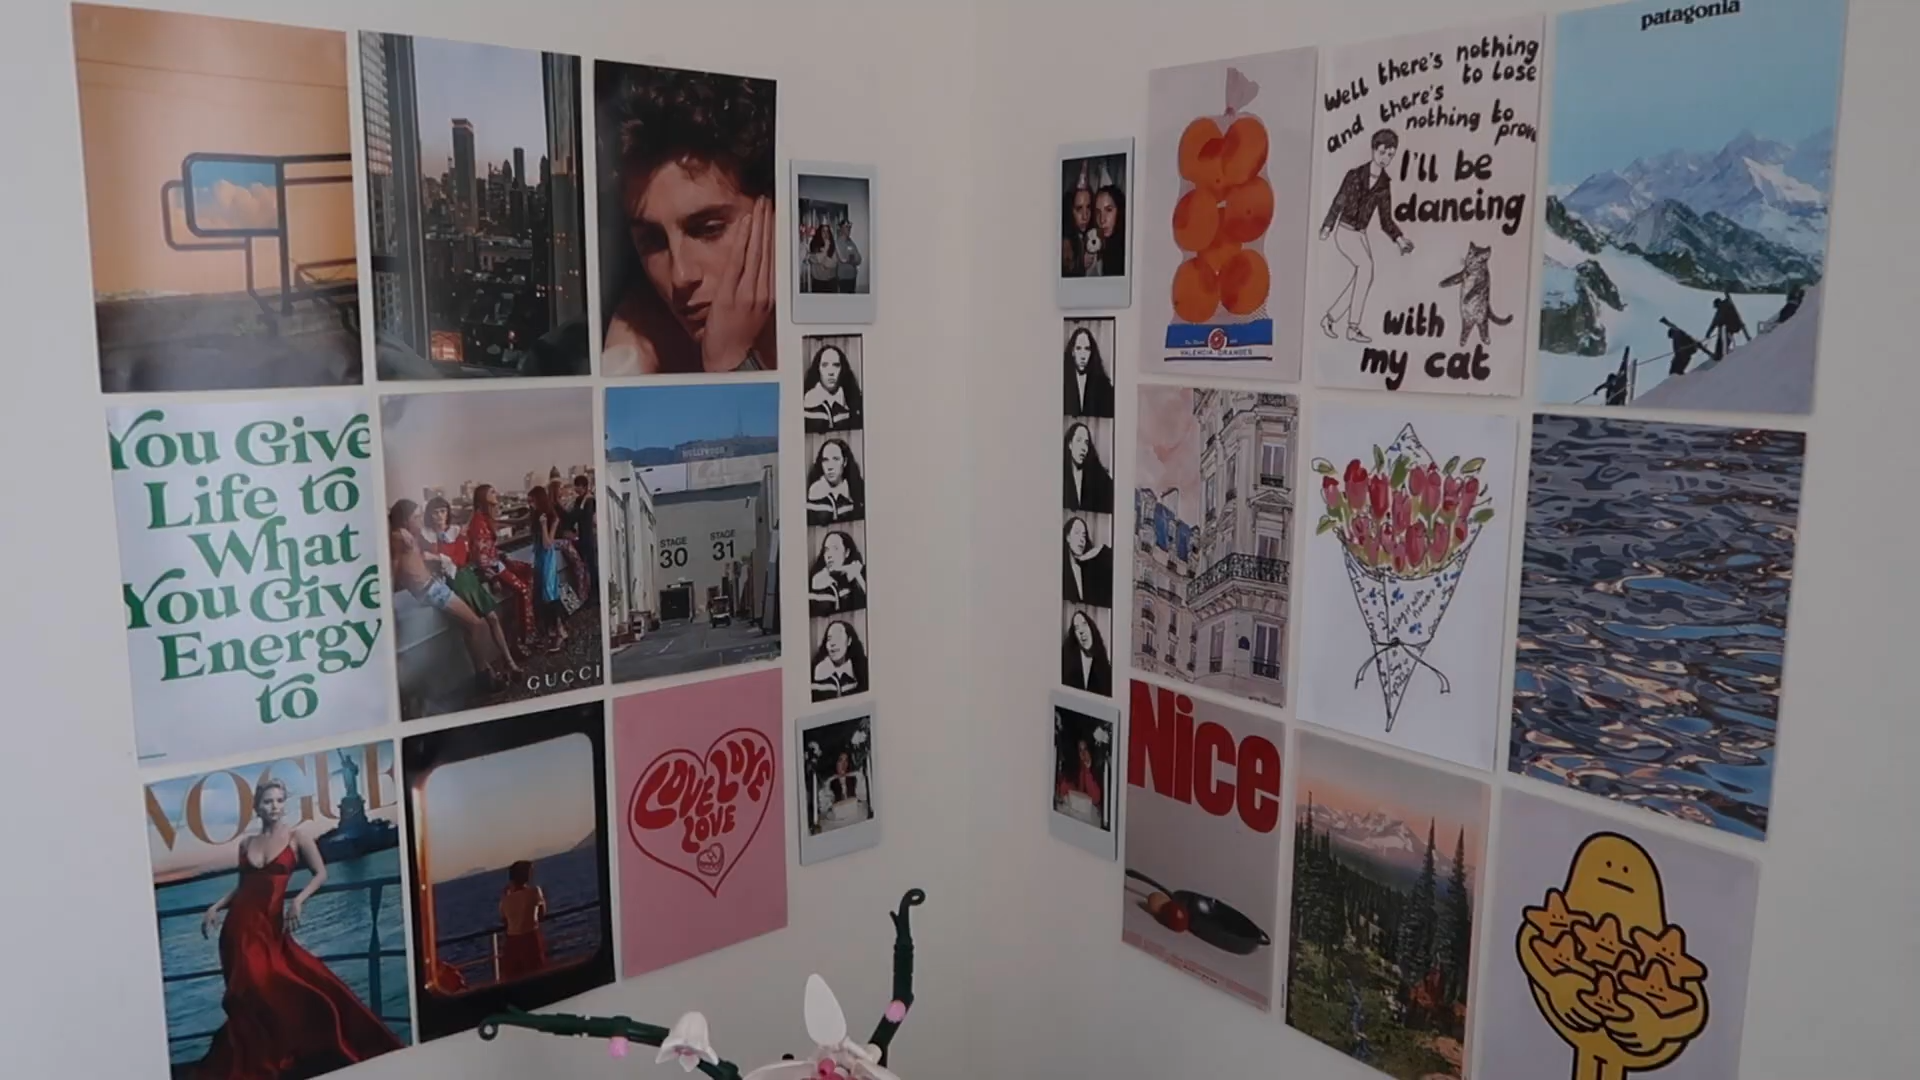 You Give
Life to
What
You Give
Energy
to
VOGUE
GUCCI
HOLLYWOOD
STAGE
30
STAGE
31
LOVE LOVE
LOVE
VALENCIA ORANGES
Well there's nothing
to lose
and there's
nothing to
prove
I'll be
dancing
with
my cat
patagonia
Nice